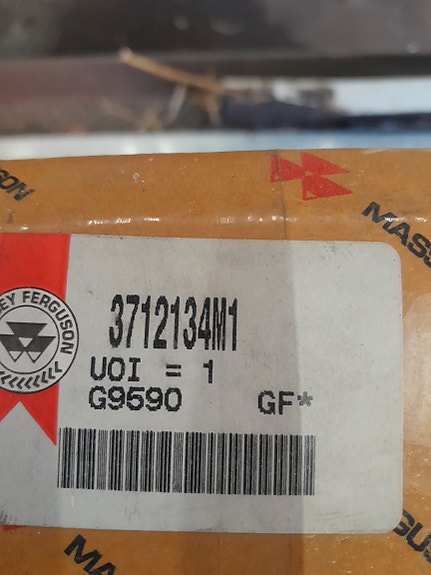 SON
MASS
EY FERGUSON
3712134M1
UOI = 1
G9590 GF*
MA
GU